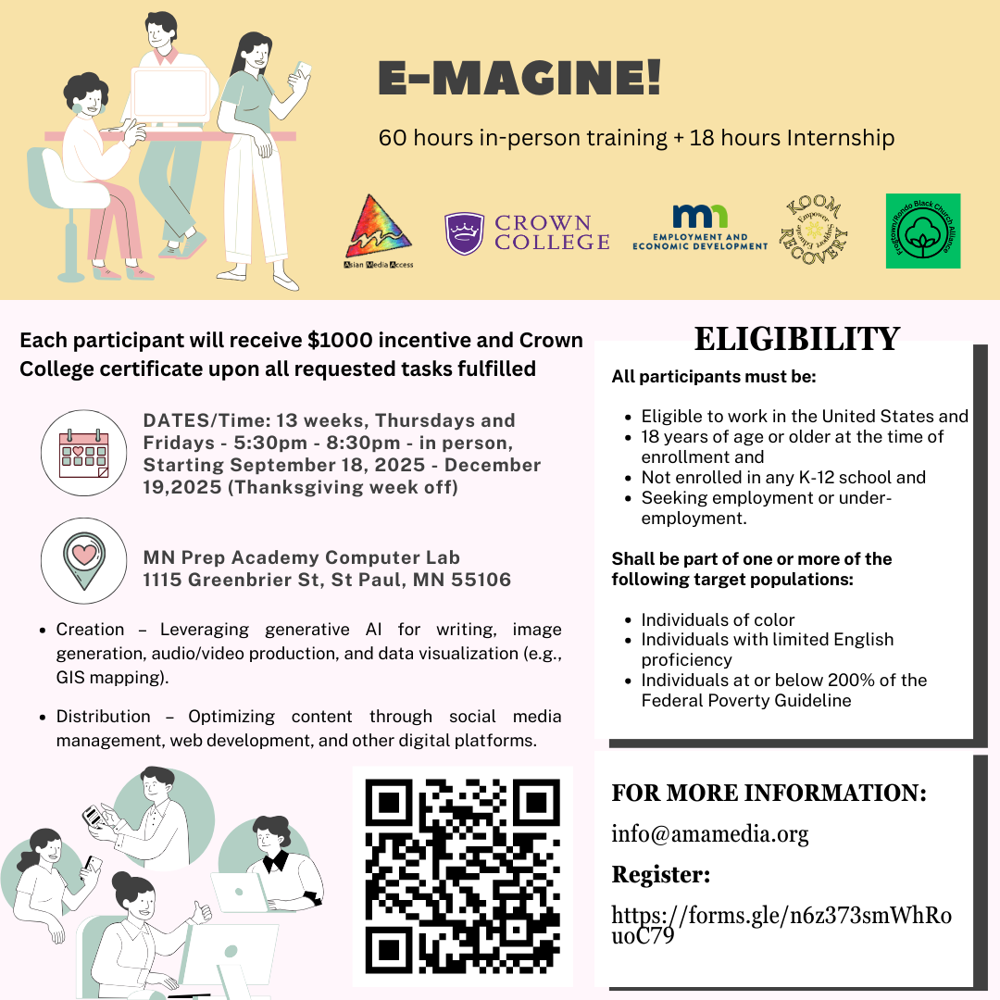 E-MAGINE!
60 hours in-person training + 18 hours Internship
Asian Media Access
CROWN
COLLEGE
mn
EMPLOYMENT AND
ECONOMIC DEVELOPMENT
KOOM
RECOVERY
Empower
Support Educate
Frogtown/Rondo Black Church Alliance
Each participant will receive $1000 incentive and Crown
College certificate upon all requested tasks fulfilled
DATES/Time: 13 weeks, Thursdays and
Fridays - 5:30pm - 8:30pm - in person,
Starting September 18, 2025 - December
19,2025 (Thanksgiving week off)
MN Prep Academy Computer Lab
1115 Greenbrier St, St Paul, MN 55106
• Creation – Leveraging generative AI for writing, image
generation, audio/video production, and data visualization (e.g.,
GIS mapping).
• Distribution – Optimizing content through social media
management, web development, and other digital platforms.
ELIGIBILITY
All participants must be:
• Eligible to work in the United States and
• 18 years of age or older at the time of
enrollment and
• Not enrolled in any K-12 school and
• Seeking employment or under-
employment.
Shall be part of one or more of the
following target populations:
• Individuals of color
• Individuals with limited English
proficiency
• Individuals at or below 200% of the
Federal Poverty Guideline
FOR MORE INFORMATION:
info@amamedia.org
Register:
https://forms.gle/n6z373smWhRo
uoC79